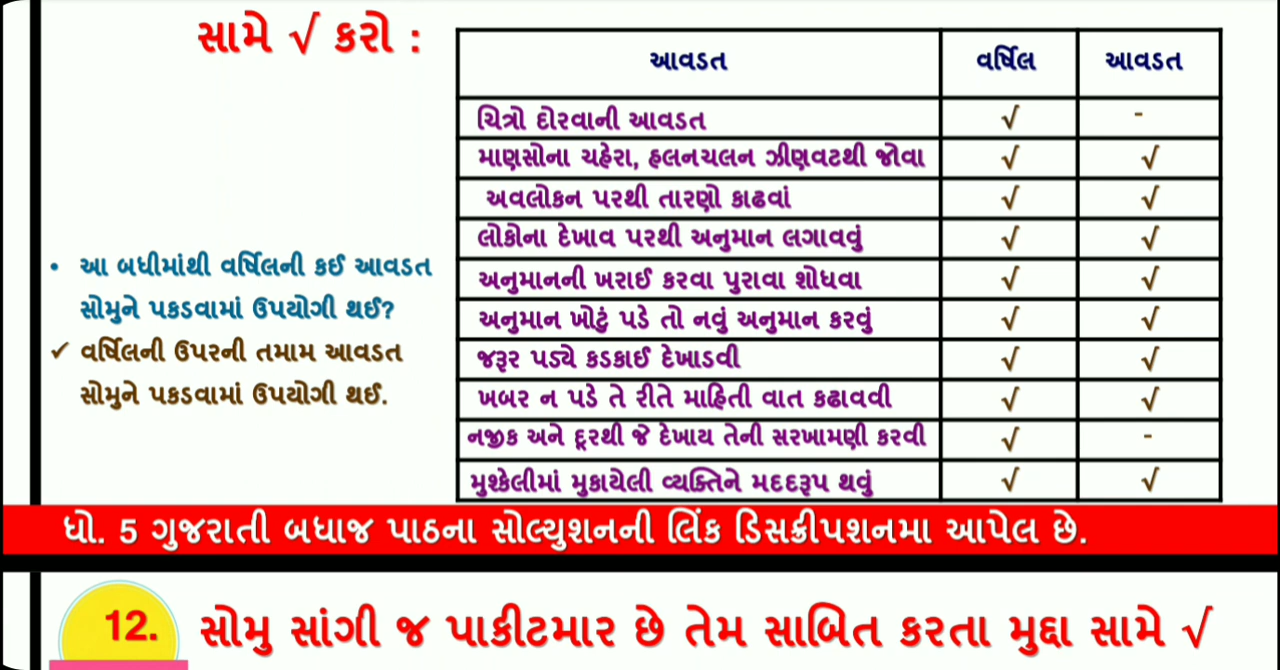 સામે √ કરો :
આવડત વર્ષિલ આવડત
ચિત્રો દોરવાની આવડત √ -
માણસોના ચહેરા, હલનચલન ઝીણવટથી જોવા √ √
અવલોકન પરથી તારણો કાઢવાં √ √
લોકોના દેખાવ પરથી અનુમાન લગાવવું √ √
અનુમાનની ખરાઈ કરવા પુરાવા શોધવા √ √
અનુમાન ખોટું પડે તો નવું અનુમાન કરવું √ √
જરૂર પડ્યે કડકાઈ દેખાડવી √ √
ખબર ન પડે તે રીતે માહિતી વાત કઢાવવી √ √
નજીક અને દૂરથી જે દેખાય તેની સરખામણી કરવી √ -
મુશ્કેલીમાં મુકાયેલી વ્યક્તિને મદદરૂપ થવું √ √
• આ બધીમાંથી વર્ષિલની કઈ આવડત
સોમુને પકડવામાં ઉપયોગી થઈ?
✓ વર્ષિલની ઉપરની તમામ આવડત
સોમુને પકડવામાં ઉપયોગી થઈ.
ધો. 5 ગુજરાતી બધાજ પાઠના સોલ્યુશનની લિંક ડિસક્રીપશનમા આપેલ છે.
12. સોમુ સાંગી જ પાકીટમાર છે તેમ સાબિત કરતા મુદ્દા સામે √